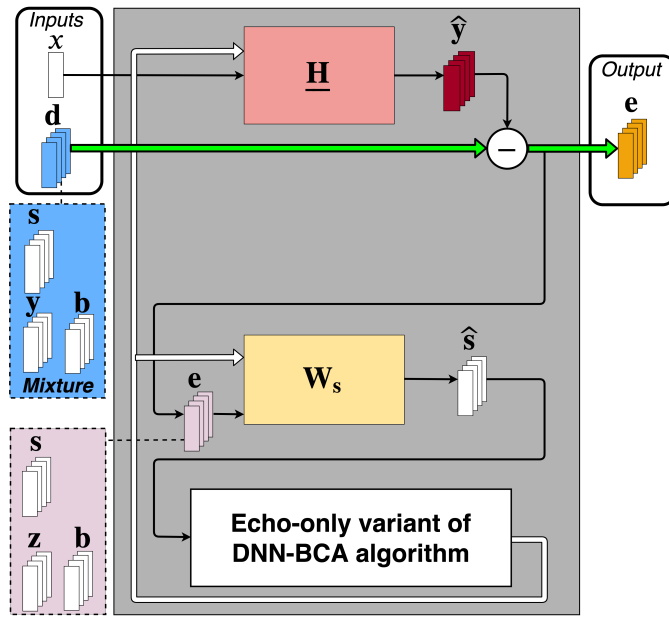 Inputs
x
d
s
y b
Mixture
s
z b
H
ŷ
−
Output
e
e
W_s
ŝ
Echo-only variant of
DNN-BCA algorithm